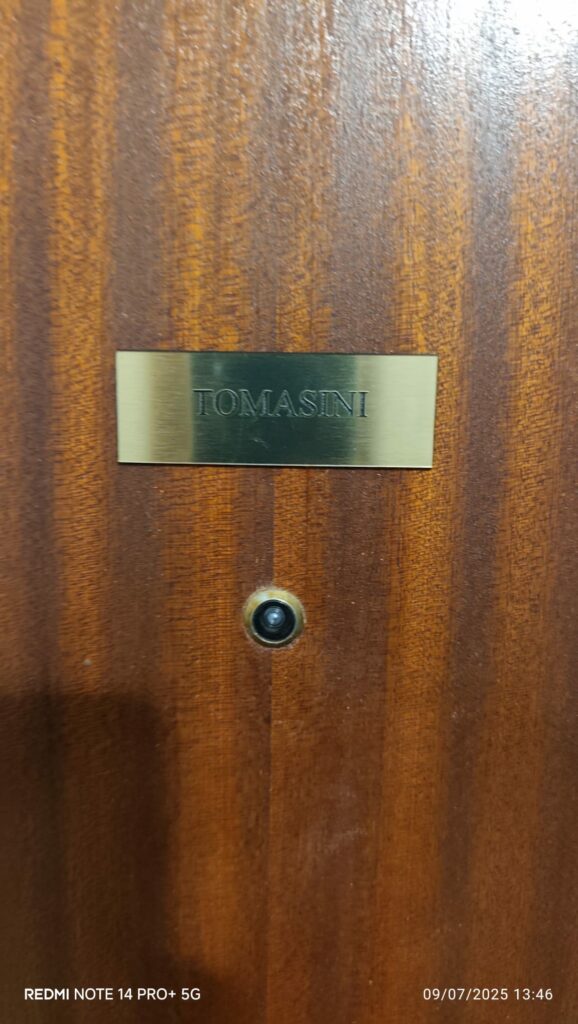 TOMASINI
REDMI NOTE 14 PRO+ 5G
09/07/2025 13:46